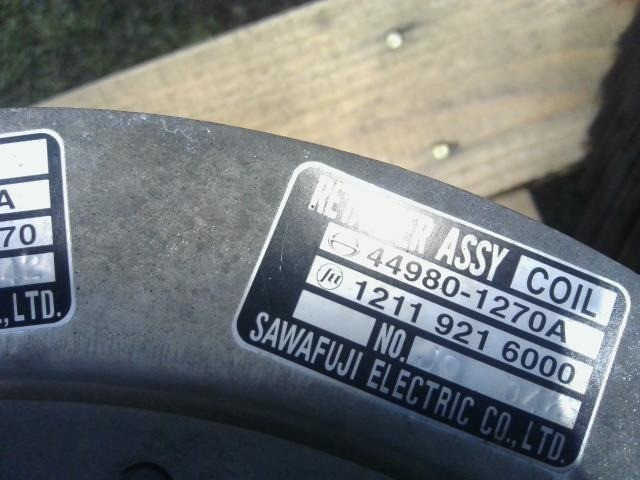 A
70
., LTD.
RETARDER ASSY COIL
44980-1270A
1211 921 6000
NO.
SAWAFUJI ELECTRIC CO., LTD.